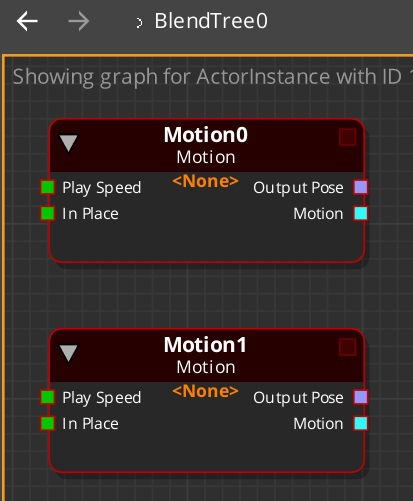 BlendTree0
Showing graph for ActorInstance with ID
Motion0
Motion
<None>
Play Speed Output Pose
In Place Motion
Motion1
Motion
<None>
Play Speed Output Pose
In Place Motion